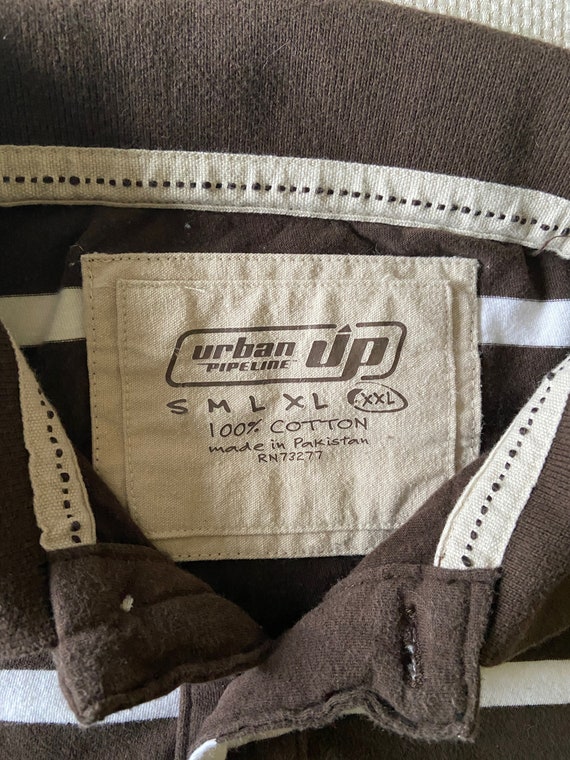 urban UP
PIPELINE
S M L XL XXL
100% COTTON
made in Pakistan
RN73277